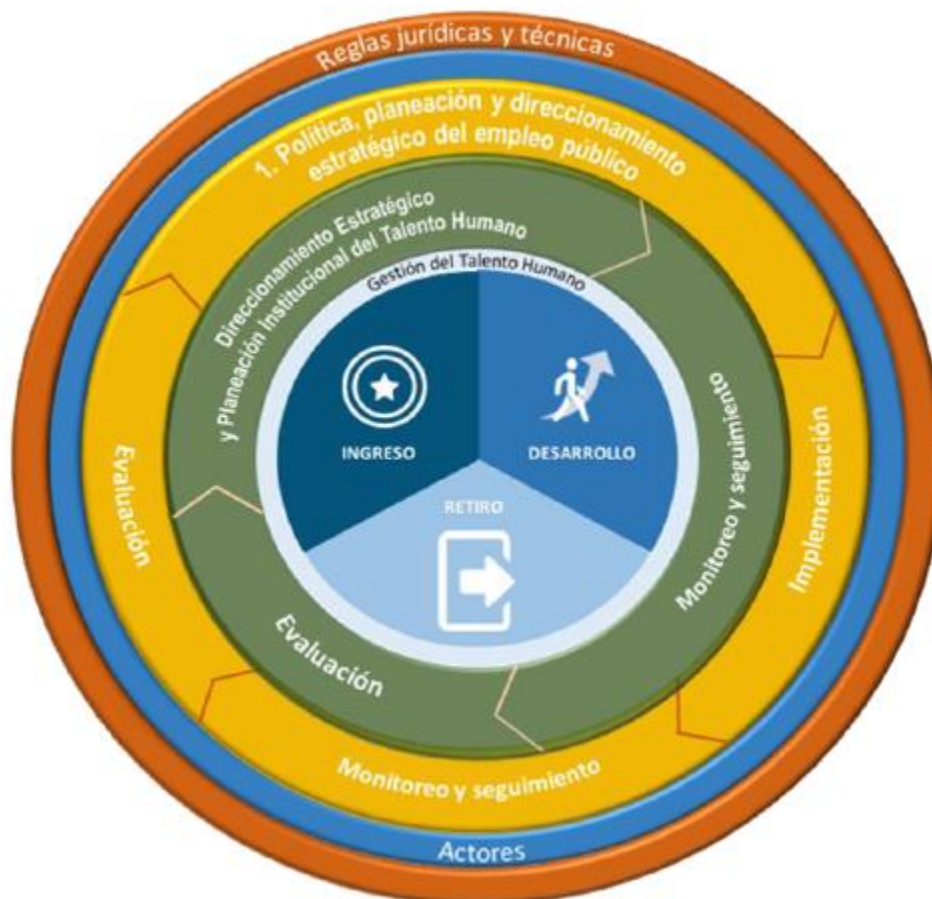 Reglas jurídicas y técnicas
1. Política, planeación y direccionamiento
estratégico del empleo público
Direccionamiento Estratégico
y Planeación Institucional del Talento Humano
Gestión del Talento Humano
INGRESO
DESARROLLO
RETIRO
Monitoreo y seguimiento
Implementación
Evaluación
Evaluación
Monitoreo y seguimiento
Actores